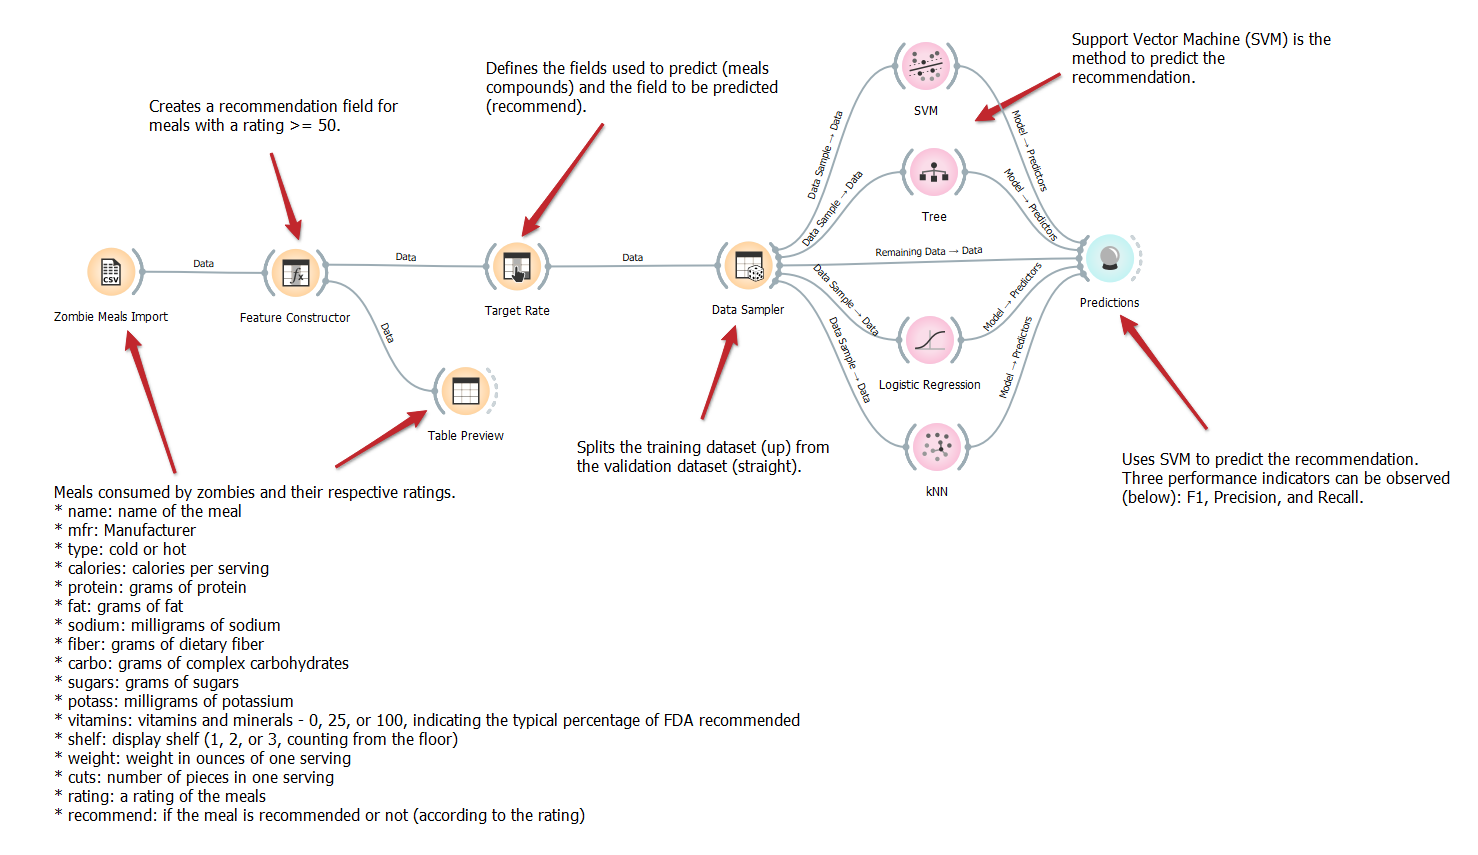 Support Vector Machine (SVM) is the
method to predict the
recommendation.
Defines the fields used to predict (meals
compounds) and the field to be predicted
(recommend).
Creates a recommendation field for
meals with a rating >= 50.
SVM
Data Sample → Data
Model → Predictors
Tree
Data Sample → Data
Model → Predictors
Remaining Data → Data
Data
Data
Data
Zombie Meals Import
CSV
Feature Constructor
fx
Target Rate
Data Sampler
Predictions
Data
Table Preview
Data Sample → Data
Model → Predictors
Logistic Regression
Data Sample → Data
Model → Predictors
kNN
Splits the training dataset (up) from
the validation dataset (straight).
Uses SVM to predict the recommendation.
Three performance indicators can be observed
(below): F1, Precision, and Recall.
Meals consumed by zombies and their respective ratings.
* name: name of the meal
* mfr: Manufacturer
* type: cold or hot
* calories: calories per serving
* protein: grams of protein
* fat: grams of fat
* sodium: milligrams of sodium
* fiber: grams of dietary fiber
* carbo: grams of complex carbohydrates
* sugars: grams of sugars
* potass: milligrams of potassium
* vitamins: vitamins and minerals - 0, 25, or 100, indicating the typical percentage of FDA recommended
* shelf: display shelf (1, 2, or 3, counting from the floor)
* weight: weight in ounces of one serving
* cuts: number of pieces in one serving
* rating: a rating of the meals
* recommend: if the meal is recommended or not (according to the rating)